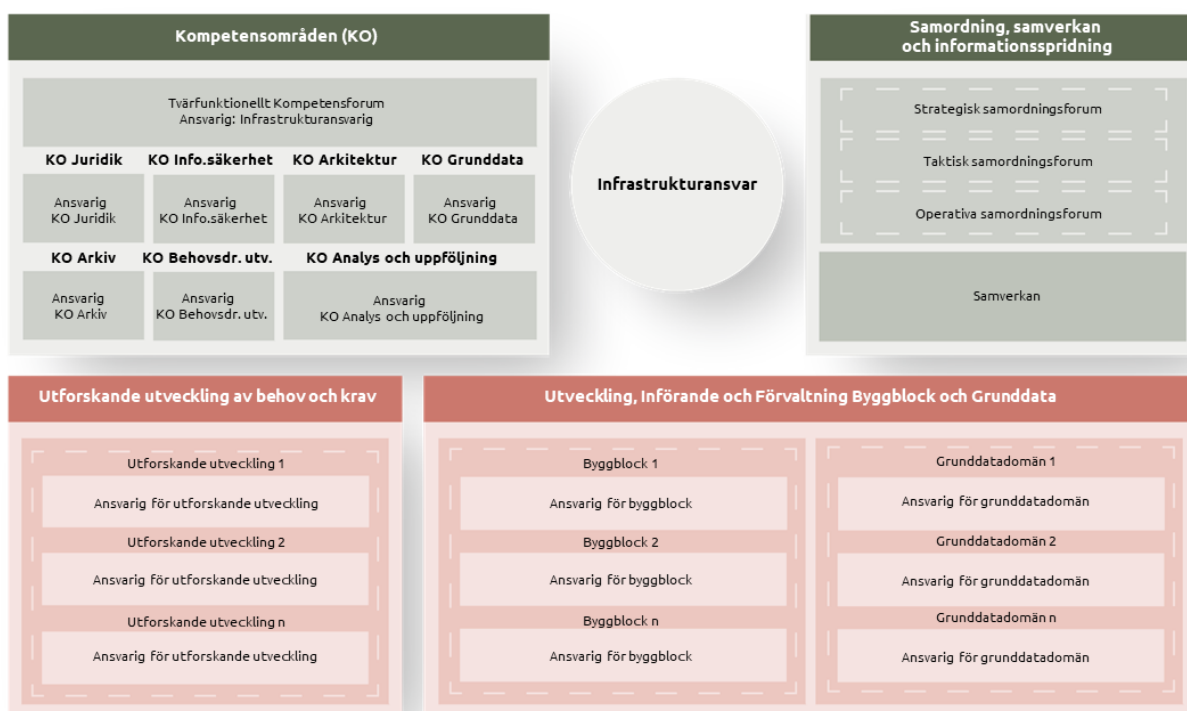 Kompetensområden (KO)
Tvärfunktionellt Kompetensforum
Ansvarig: Infrastrukturansvarig
KO Juridik
KO Info.säkerhet
KO Arkitektur
KO Grunddata
Ansvarig
KO Juridik
Ansvarig
KO Info.säkerhet
Ansvarig
KO Arkitektur
Ansvarig
KO Grunddata
KO Arkiv
KO Behovsdr. utv.
KO Analys och uppföljning
Ansvarig
KO Arkiv
Ansvarig
KO Behovsdr. utv.
Ansvarig
KO Analys och uppföljning
Infrastrukturansvar
Samordning, samverkan
och informationsspridning
Strategisk samordningsforum
Taktisk samordningsforum
Operativa samordningsforum
Samverkan
Utforskande utveckling av behov och krav
Utforskande utveckling 1
Ansvarig för utforskande utveckling
Utforskande utveckling 2
Ansvarig för utforskande utveckling
Utforskande utveckling n
Ansvarig för utforskande utveckling
Utveckling, Införande och Förvaltning Byggblock och Grunddata
Byggblock 1
Ansvarig för byggblock
Byggblock 2
Ansvarig för byggblock
Byggblock n
Ansvarig för byggblock
Grunddatadomän 1
Ansvarig för grunddatadomän
Grunddatadomän 2
Ansvarig för grunddatadomän
Grunddatadomän n
Ansvarig för grunddatadomän